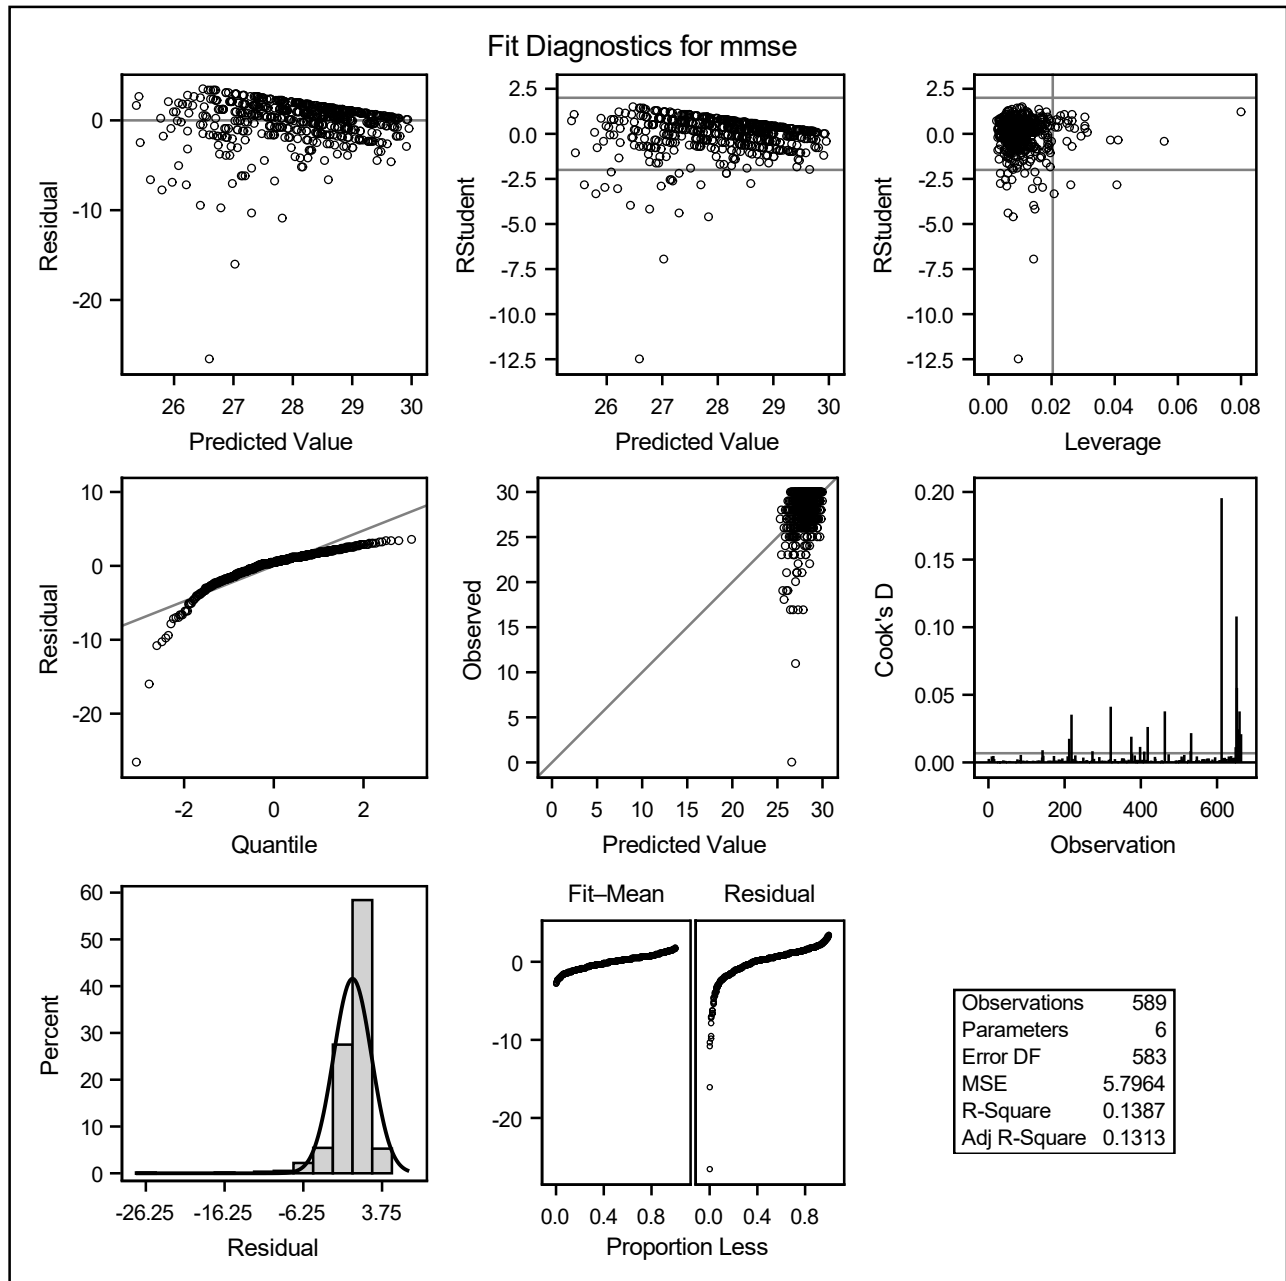 Fit Diagnostics for mmse
0
-10
-20
Residual
26 27 28 29 30
Predicted Value
2.5
0.0
-2.5
-5.0
-7.5
-10.0
-12.5
RStudent
26 27 28 29 30
Predicted Value
2.5
0.0
-2.5
-5.0
-7.5
-10.0
-12.5
RStudent
0.00 0.02 0.04 0.06 0.08
Leverage
10
0
-10
-20
Residual
-2 0 2
Quantile
30
25
20
15
10
5
0
Observed
0 5 10 15 20 25 30
Predicted Value
0.20
0.15
0.10
0.05
0.00
Cook's D
0 200 400 600
Observation
60
50
40
30
20
10
0
Percent
-26.25 -16.25 -6.25 3.75
Residual
Fit–Mean Residual
0
-10
-20
0.0 0.4 0.8 0.0 0.4 0.8
Proportion Less
Observations 589
Parameters 6
Error DF 583
MSE 5.7964
R-Square 0.1387
Adj R-Square 0.1313